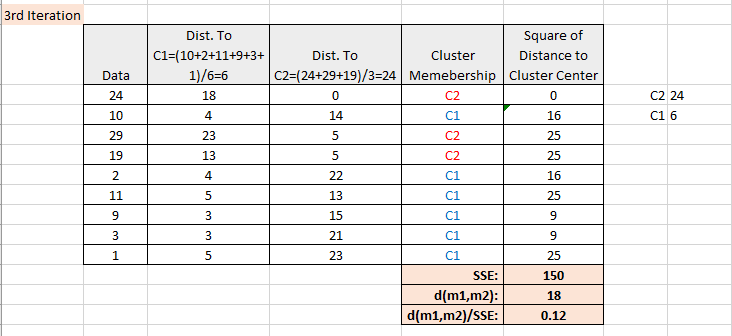 3rd Iteration
Data | Dist. To C1=(10+2+11+9+3+1)/6=6 | Dist. To C2=(24+29+19)/3=24 | Cluster Memebership | Square of Distance to Cluster Center
24 | 18 | 0 | C2 | 0 | C2 24
10 | 4 | 14 | C1 | 16 | C1 6
29 | 23 | 5 | C2 | 25
19 | 13 | 5 | C2 | 25
2 | 4 | 22 | C1 | 16
11 | 5 | 13 | C1 | 25
9 | 3 | 15 | C1 | 9
3 | 3 | 21 | C1 | 9
1 | 5 | 23 | C1 | 25
SSE: 150
d(m1,m2): 18
d(m1,m2)/SSE: 0.12